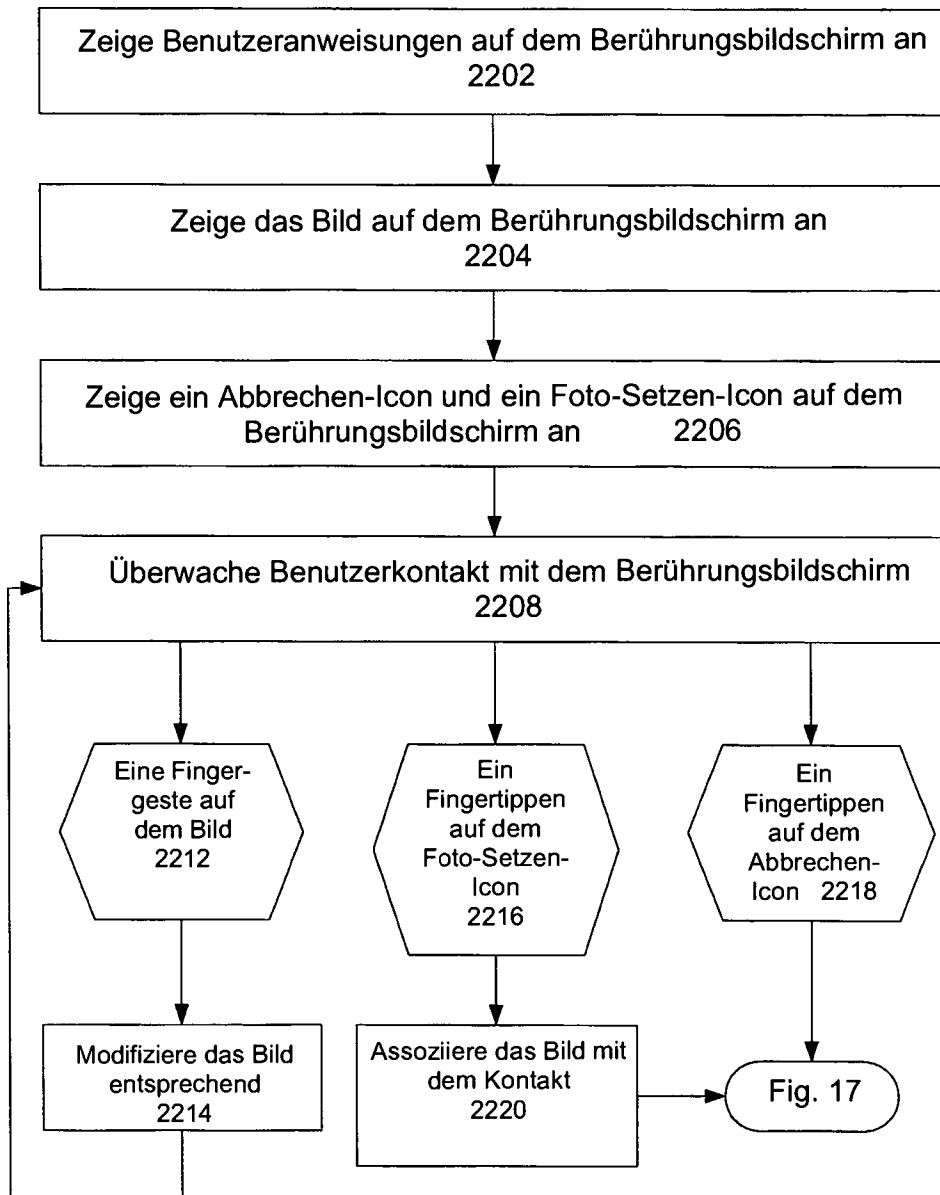 Zeige Benutzeranweisungen auf dem Berührungsbildschirm an
2202
Zeige das Bild auf dem Berührungsbildschirm an
2204
Zeige ein Abbrechen-Icon und ein Foto-Setzen-Icon auf dem
Berührungsbildschirm an 2206
Überwache Benutzerkontakt mit dem Berührungsbildschirm
2208
Eine Finger-
geste auf
dem Bild
2212
Ein
Fingertippen
auf dem
Foto-Setzen-
Icon
2216
Ein
Fingertippen
auf dem
Abbrechen-
Icon 2218
Modifiziere das Bild
entsprechend
2214
Assoziiere das Bild mit
dem Kontakt
2220
Fig. 17